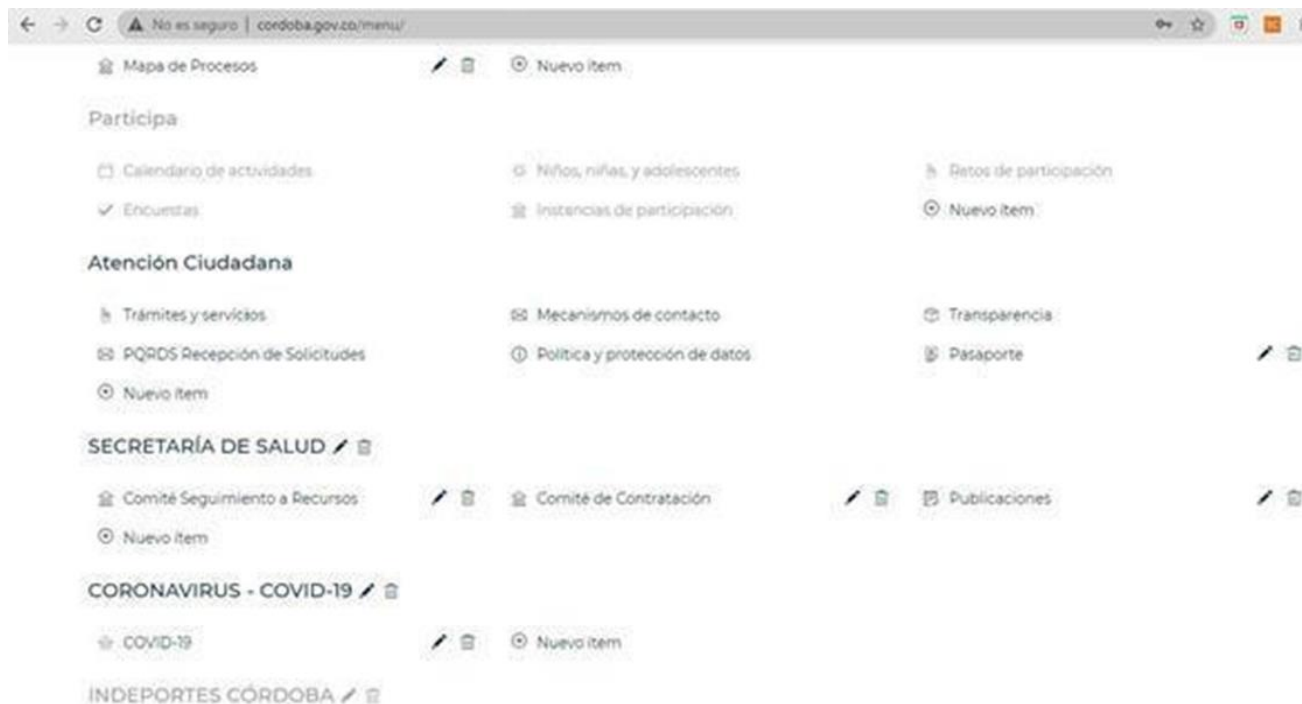 No es seguro | cordoba.gov.co/menu/
Mapa de Procesos Nuevo ítem
Participa
Calendario de actividades Niños, niñas, y adolescentes Retos de participación
Encuestas Instancias de participación Nuevo ítem
Atención Ciudadana
Trámites y servicios Mecanismos de contacto Transparencia
PQRDS Recepción de Solicitudes Política y protección de datos Pasaporte
Nuevo ítem
SECRETARÍA DE SALUD
Comité Seguimiento a Recursos Comité de Contratación Publicaciones
Nuevo ítem
CORONAVIRUS - COVID-19
COVID-19 Nuevo ítem
INDEPORTES CÓRDOBA